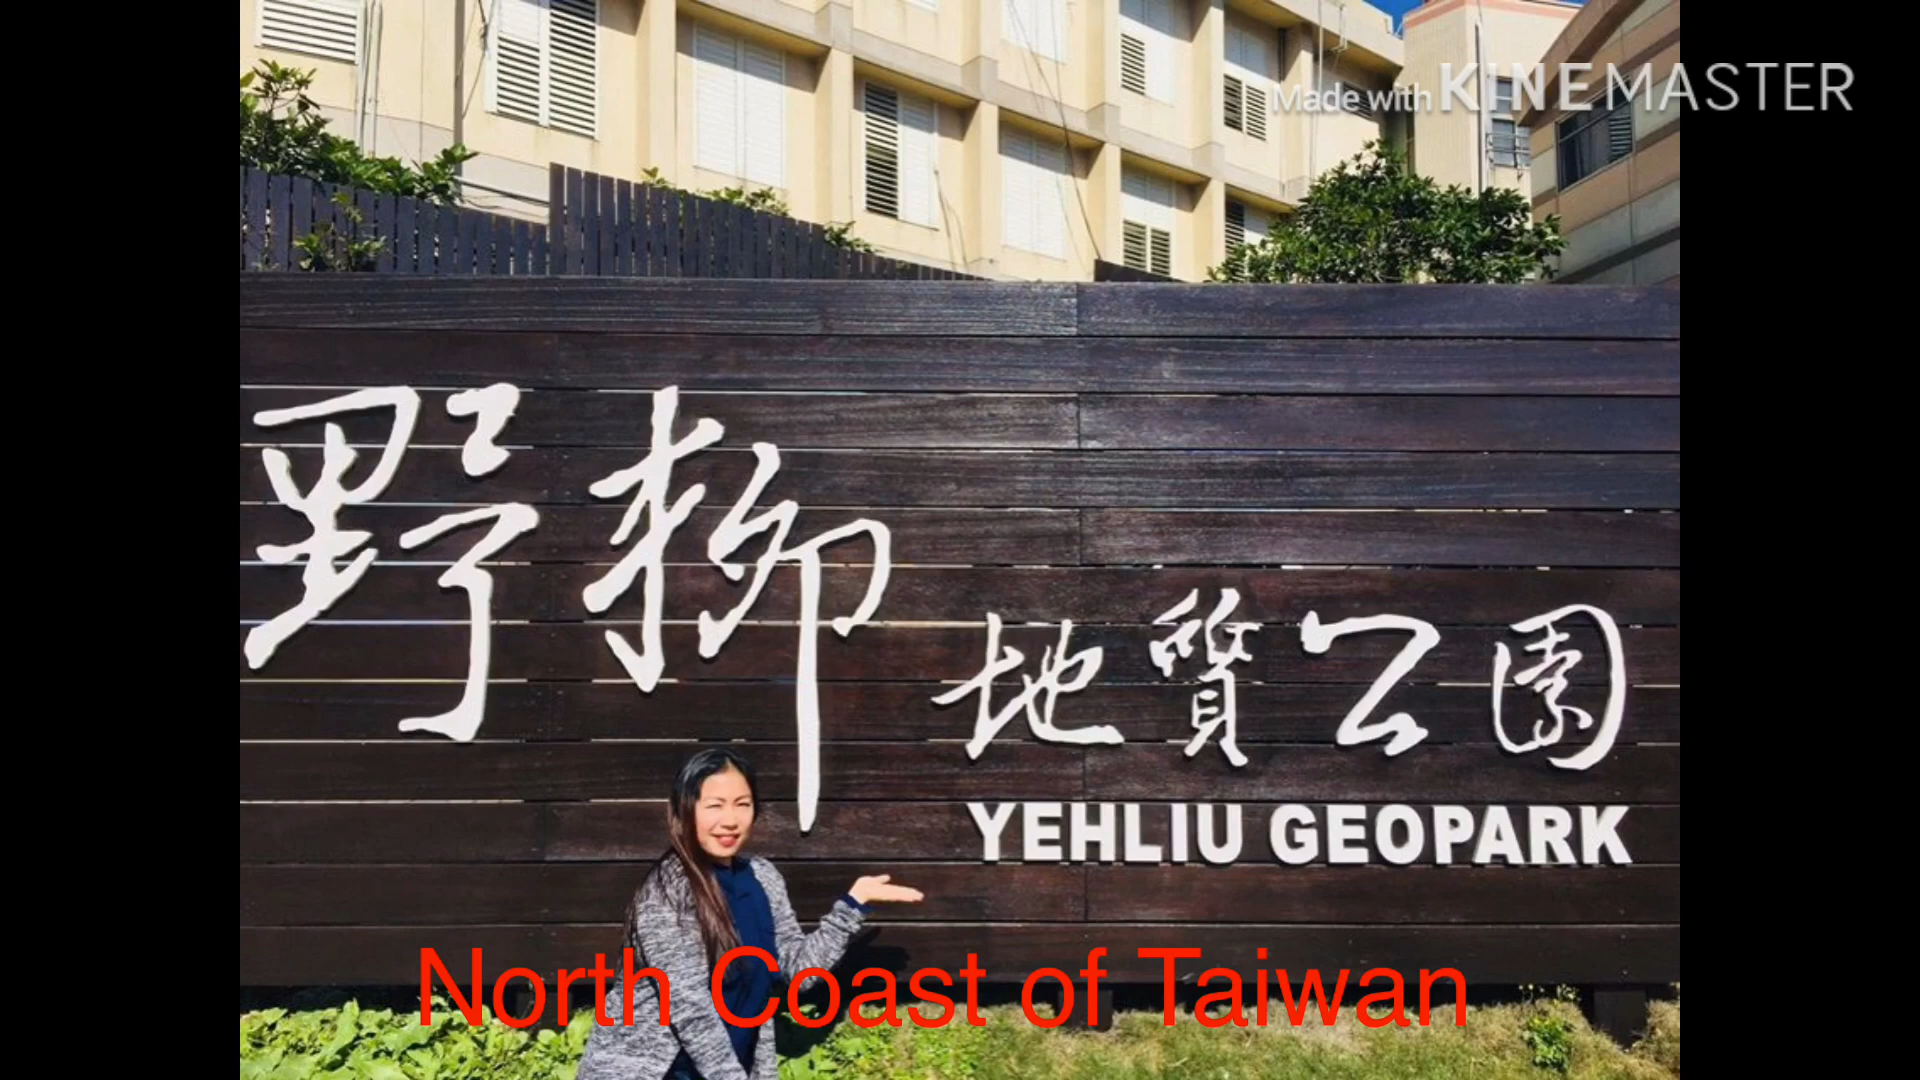 Made with KINEMASTER
野柳
地質公園
YEHLIU GEOPARK
North Coast of Taiwan